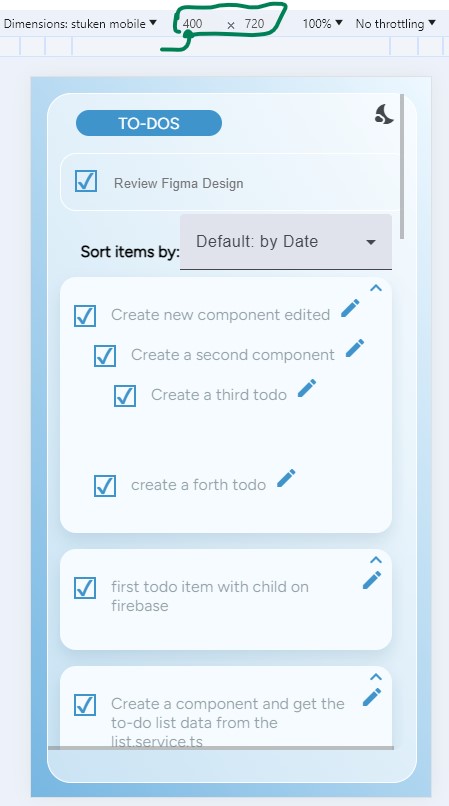 Dimensions: stuken mobile ▼ 400 × 720 100% ▼ No throttling ▼
TO-DOS
Review Figma Design
Sort items by: Default: by Date
Create new component edited
Create a second component
Create a third todo
create a forth todo
first todo item with child on
firebase
Create a component and get the
to-do list data from the
list.service.ts